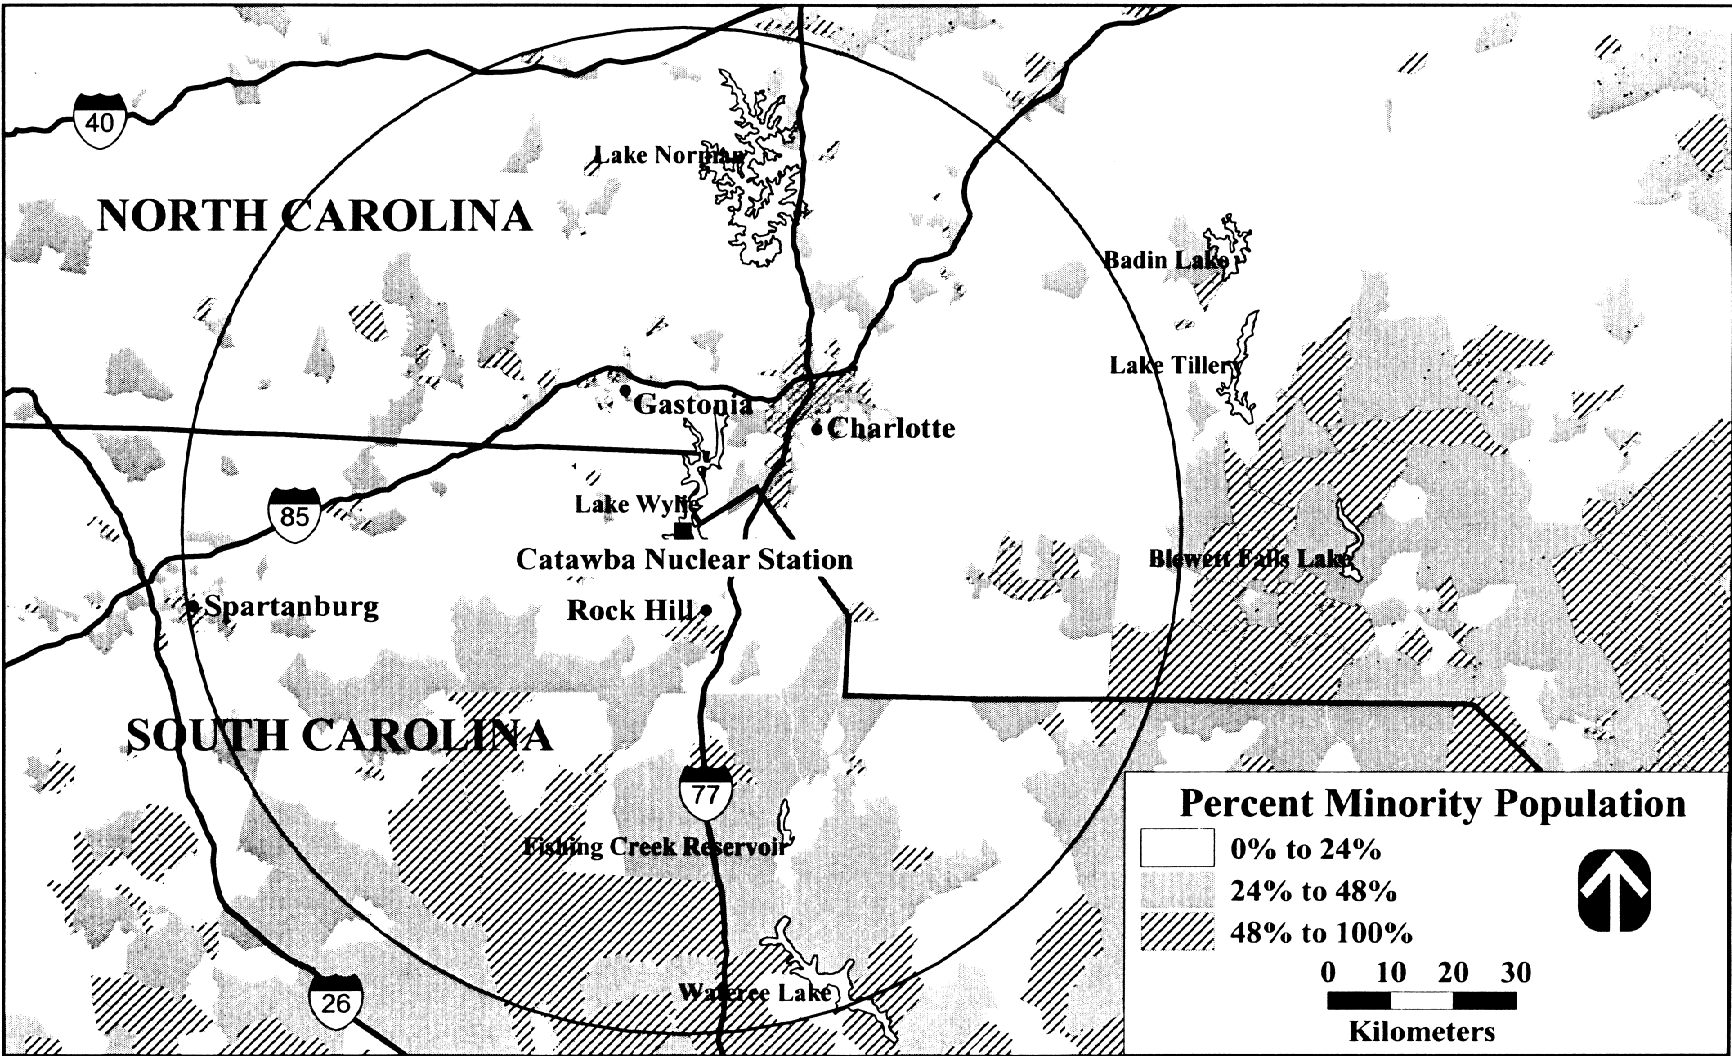 40
Lake Norman
NORTH CAROLINA
Badin Lake
Lake Tillery
Gastonia
Charlotte
Lake Wylie
85
Catawba Nuclear Station
Blewett Falls Lake
Spartanburg
Rock Hill
SOUTH CAROLINA
77
Fishing Creek Reservoir
Wateree Lake
26
Percent Minority Population
0% to 24%
24% to 48%
48% to 100%
0 10 20 30
Kilometers